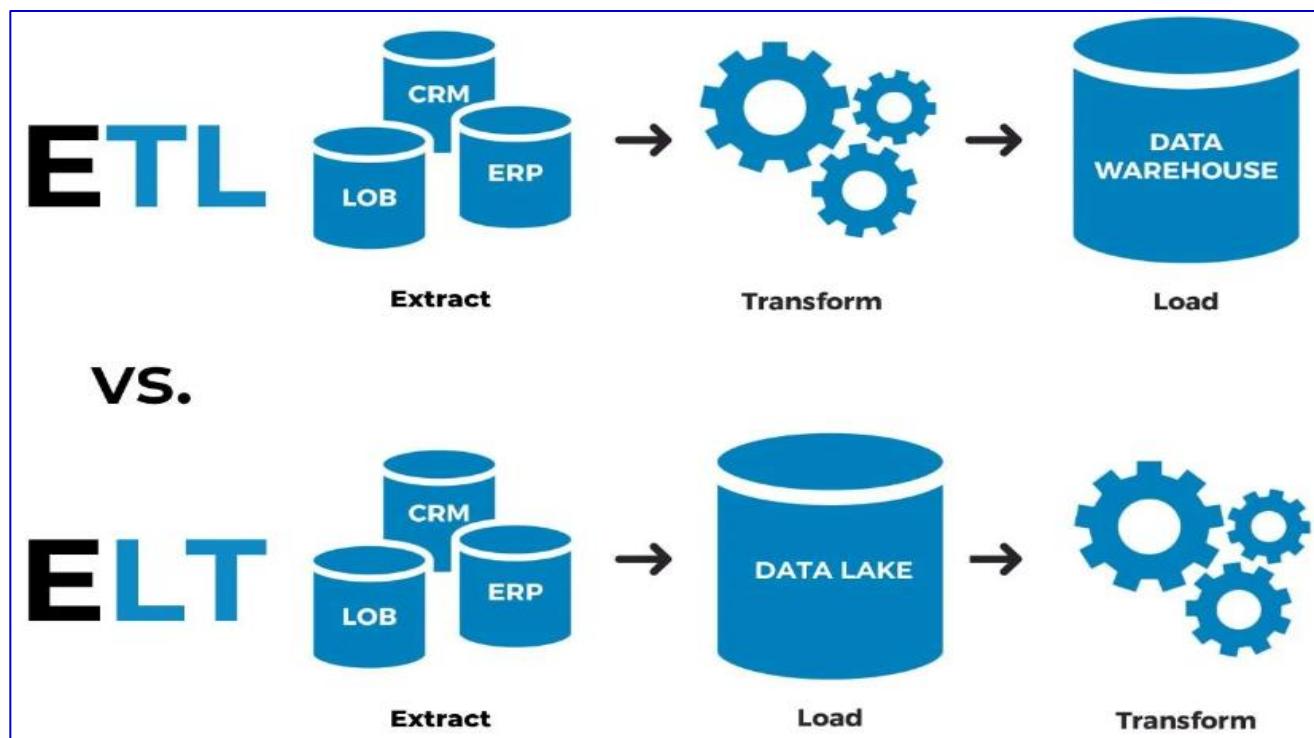 ETL
CRM
LOB
ERP
DATA
WAREHOUSE
Extract
Transform
Load
vs.
ELT
CRM
LOB
ERP
DATA LAKE
Extract
Load
Transform